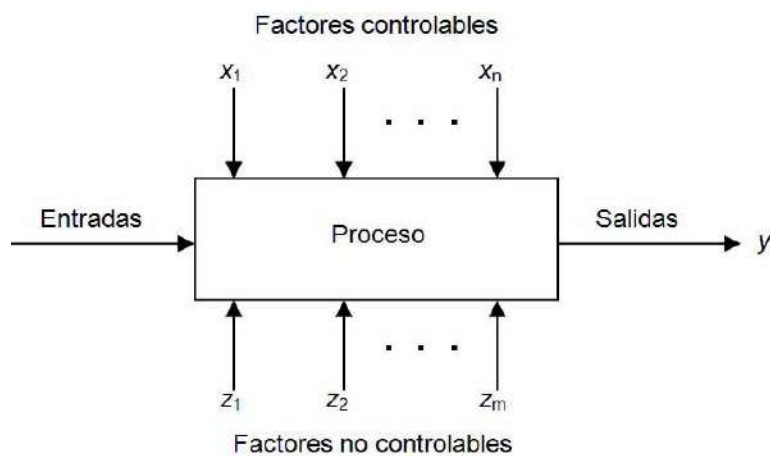 Factores controlables
x₁ x₂ xₙ
. . .
Entradas Proceso Salidas y
. . .
z₁ z₂ zₘ
Factores no controlables